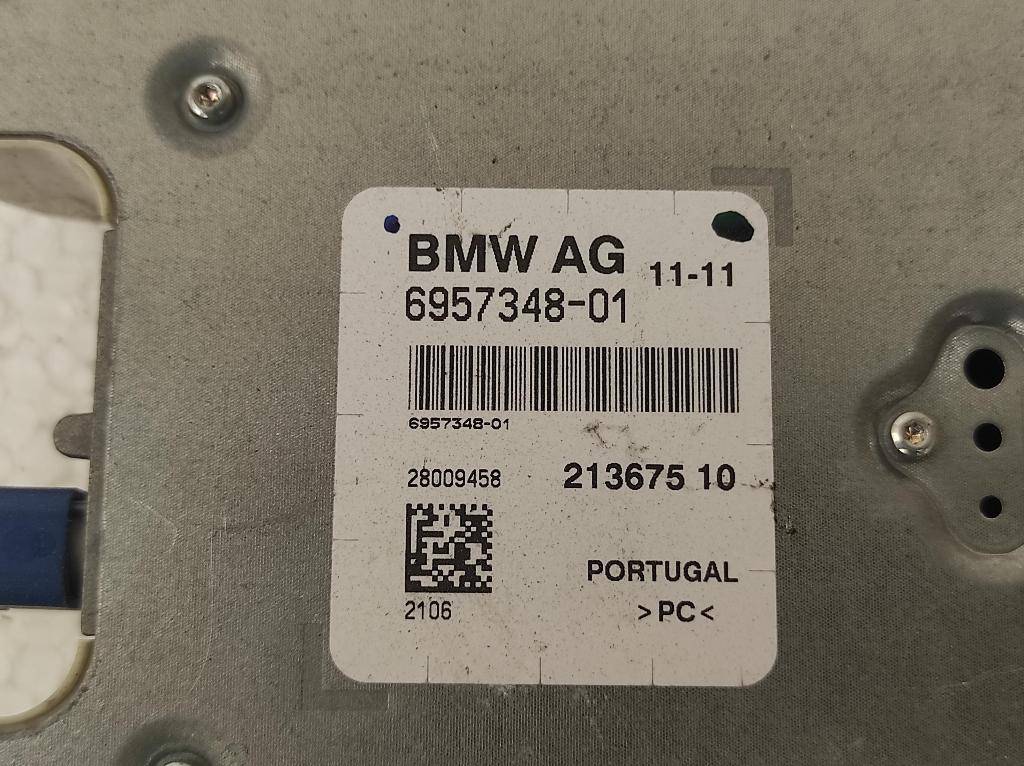 BMW AG 11-11
6957348-01
6957348-01
28009458 213675 10
2106
PORTUGAL
>PC<